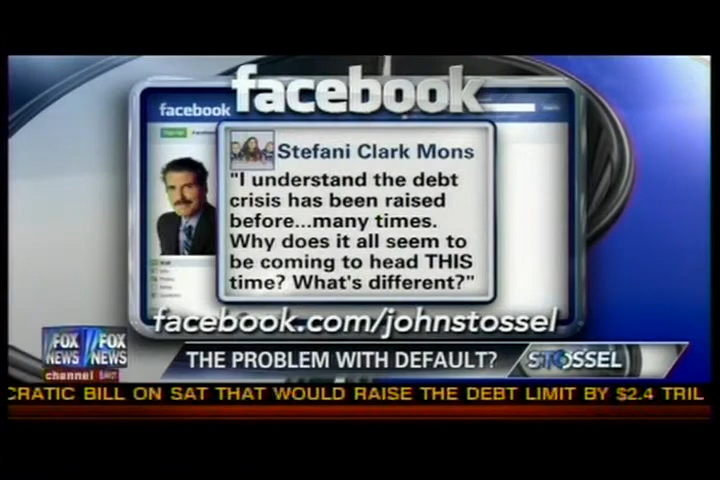 facebook
facebook
Stefani Clark Mons
"I understand the debt
crisis has been raised
before...many times.
Why does it all seem to
be coming to head THIS
time? What's different?"
facebook.com/johnstossel
FOX NEWS
channel
FOX NEWS
THE PROBLEM WITH DEFAULT?
STOSSEL
CRATIC BILL ON SAT THAT WOULD RAISE THE DEBT LIMIT BY $2.4 TRIL